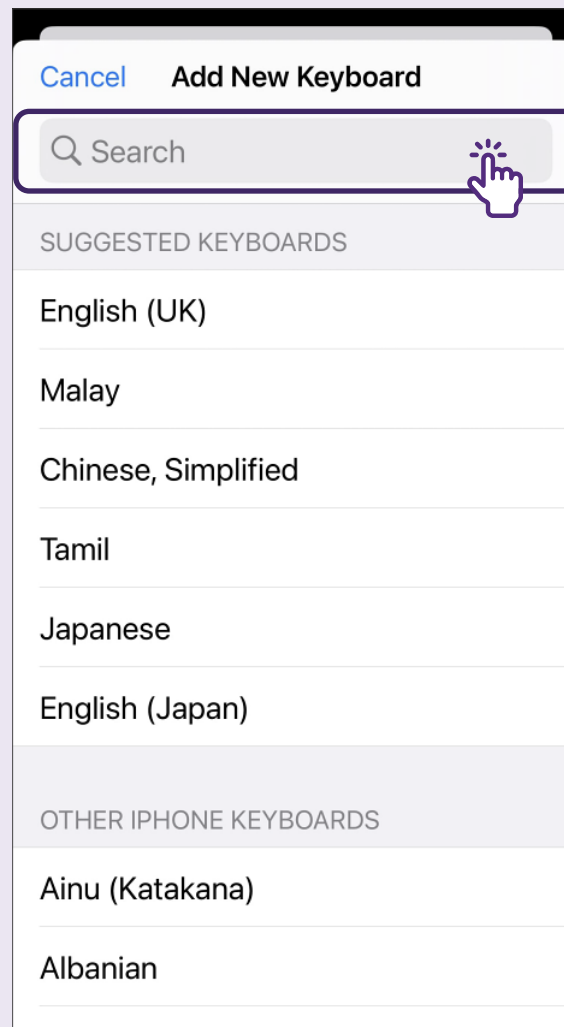 Cancel Add New Keyboard
Search
SUGGESTED KEYBOARDS
English (UK)
Malay
Chinese, Simplified
Tamil
Japanese
English (Japan)
OTHER IPHONE KEYBOARDS
Ainu (Katakana)
Albanian